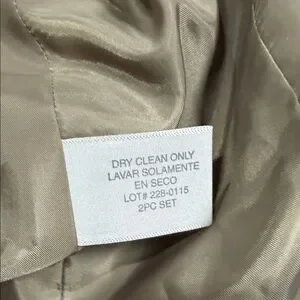 DRY CLEAN ONLY
LAVAR SOLAMENTE
EN SECO
LOT# 228-0115
2PC SET